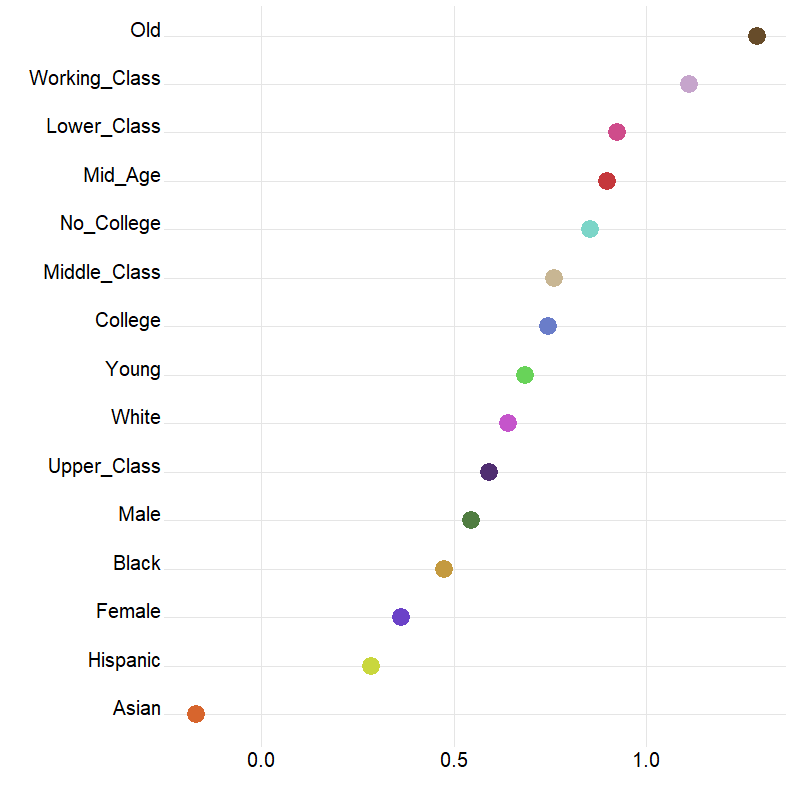 Old
Working_Class
Lower_Class
Mid_Age
No_College
Middle_Class
College
Young
White
Upper_Class
Male
Black
Female
Hispanic
Asian
0.0 0.5 1.0